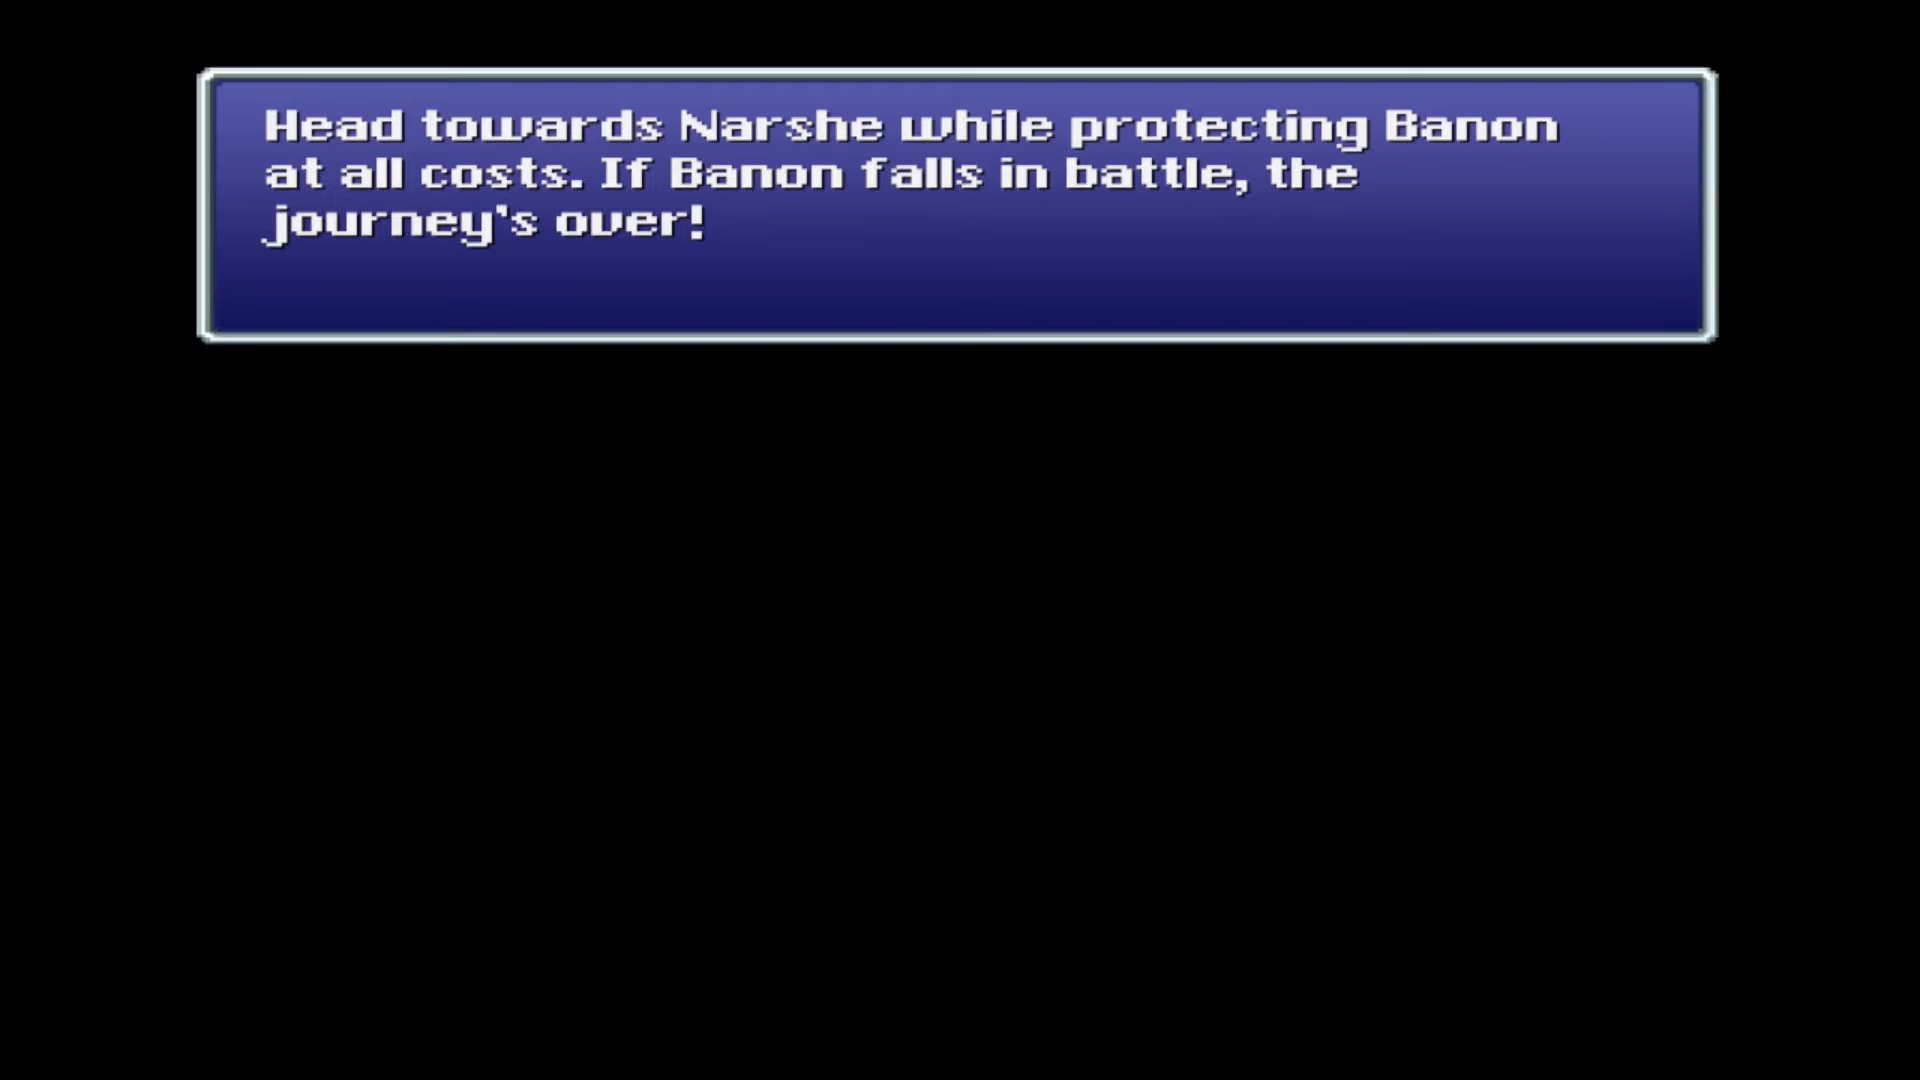 Head towards Narshe while protecting Banon
at all costs. If Banon falls in battle, the
journey's over!